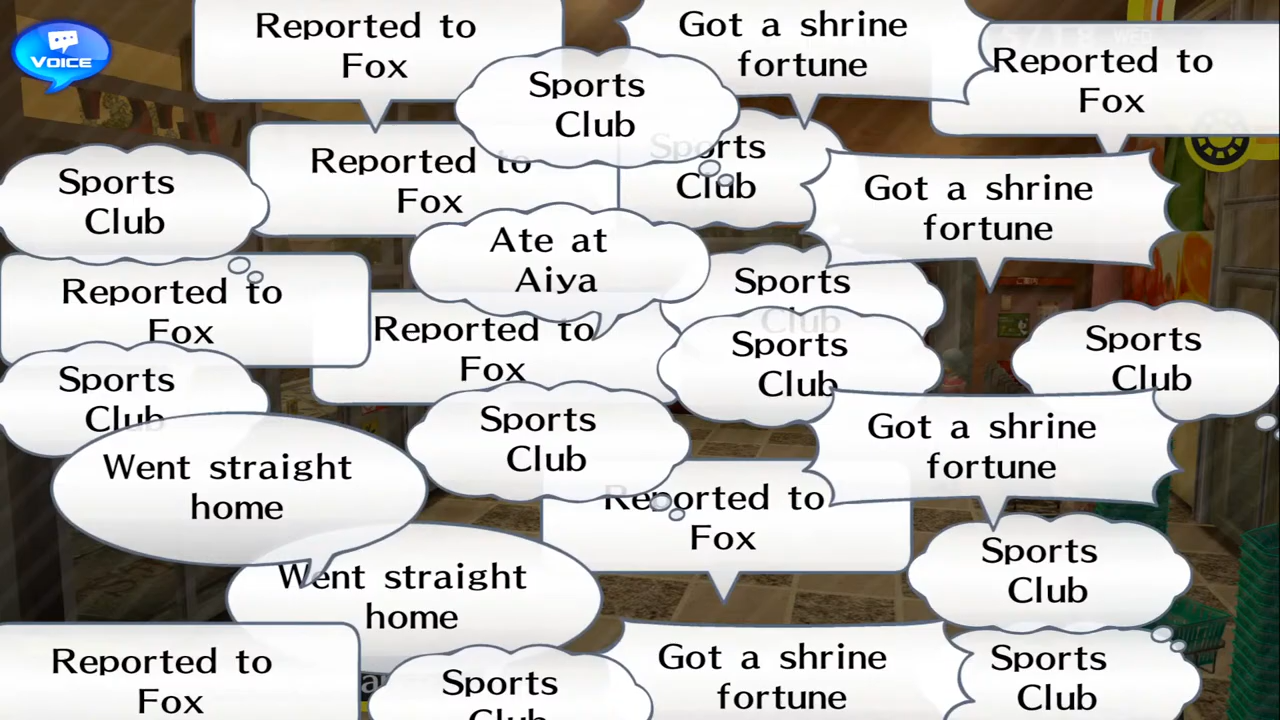 VOICE
Reported to
Fox
Got a shrine
fortune
Reported to
Fox
Sports
Club
Reported to
Fox
Sports
Club
Sports
Club
Got a shrine
fortune
Ate at
Aiya
Reported to
Fox
Sports
Club
Reported to
Fox
Sports
Club
Sports
Club
Sports
Club
Sports
Club
Got a shrine
fortune
Went straight
home
Reported to
Fox
Sports
Club
Went straight
home
Reported to
Fox
Sports
Club
Got a shrine
fortune
Sports
Club